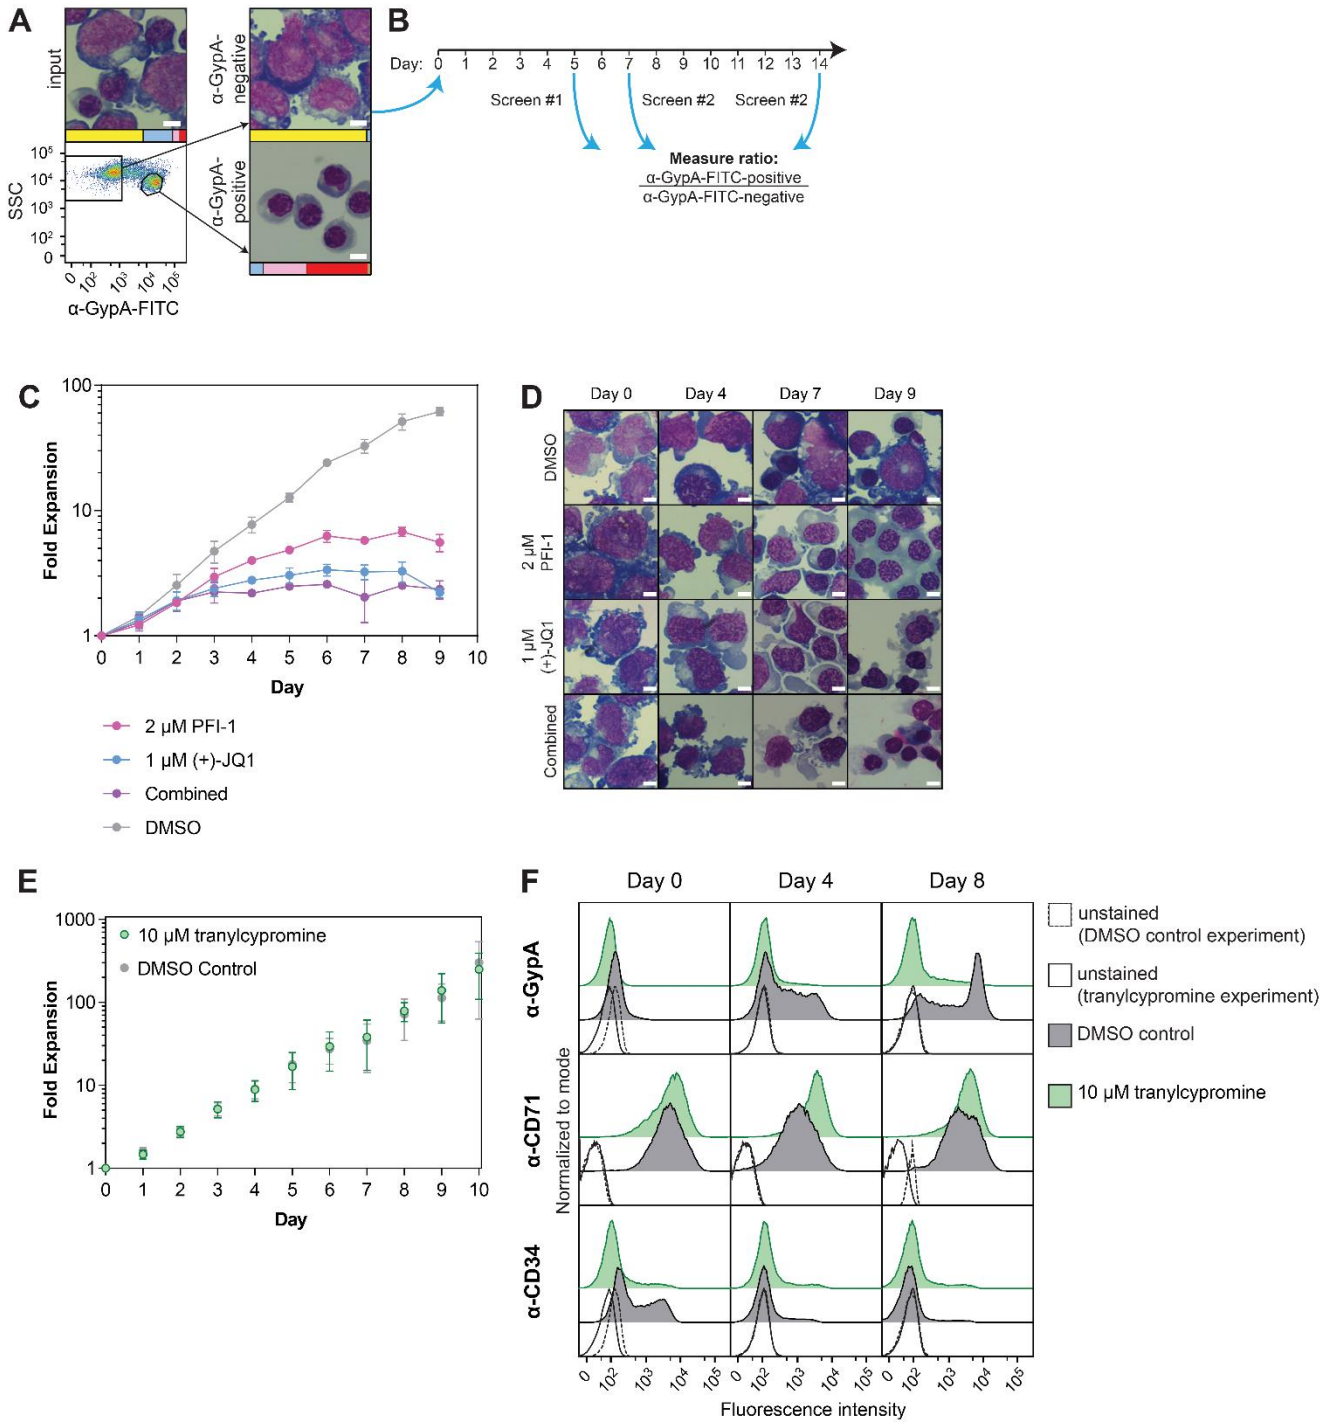 A
input
α-GypA-
negative
10⁵
10⁴
10³
10²
0
SSC
0 10² 10³ 10⁴ 10⁵
α-GypA-FITC
α-GypA-
positive
B
Day: 0 1 2 3 4 5 6 7 8 9 10 11 12 13 14
Screen #1 Screen #2 Screen #2
Measure ratio:
α-GypA-FITC-positive
α-GypA-FITC-negative
C
100
10
1
Fold Expansion
0 1 2 3 4 5 6 7 8 9 10
Day
2 µM PFI-1
1 µM (+)-JQ1
Combined
DMSO
D
Day 0 Day 4 Day 7 Day 9
DMSO
2 µM
PFI-1
1 µM
(+)-JQ1
Combined
E
1000
100
10
1
Fold Expansion
10 µM tranylcypromine
DMSO Control
0 1 2 3 4 5 6 7 8 9 10
Day
F
Day 0 Day 4 Day 8
α-GypA
α-CD71
α-CD34
Normalized to mode
0 10² 10³ 10⁴ 10⁵ 0 10² 10³ 10⁴ 10⁵ 0 10² 10³ 10⁴ 10⁵
Fluorescence intensity
unstained
(DMSO control experiment)
unstained
(tranylcypromine experiment)
DMSO control
10 µM tranylcypromine